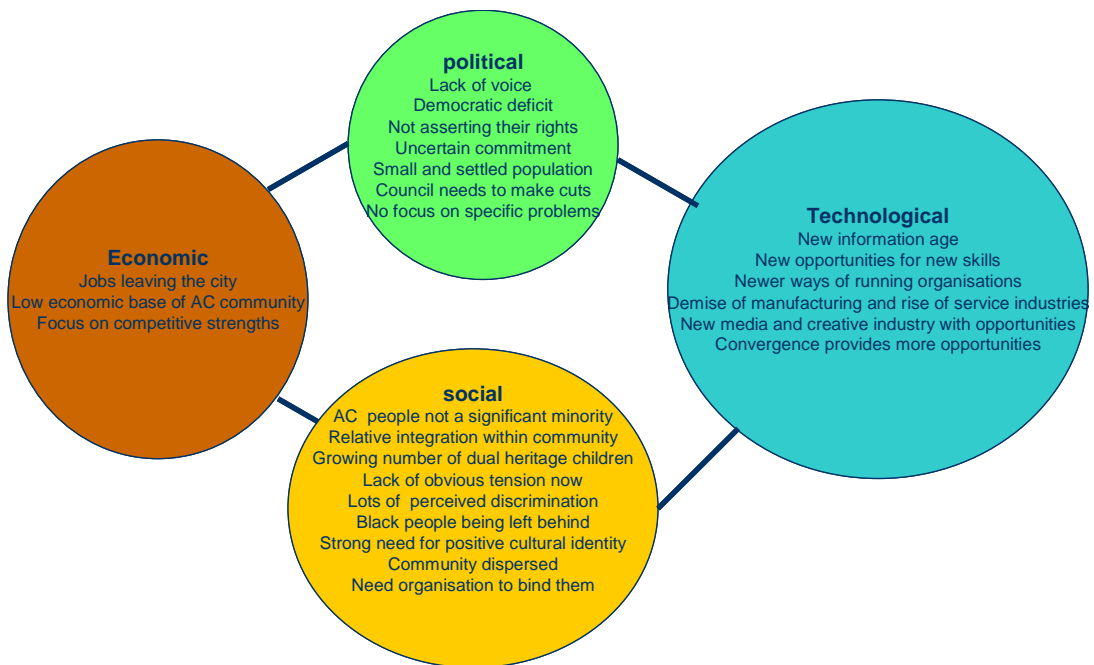 political
Lack of voice
Democratic deficit
Not asserting their rights
Uncertain commitment
Small and settled population
Council needs to make cuts
No focus on specific problems
Economic
Jobs leaving the city
Low economic base of AC community
Focus on competitive strengths
Technological
New information age
New opportunities for new skills
Newer ways of running organisations
Demise of manufacturing and rise of service industries
New media and creative industry with opportunities
Convergence provides more opportunities
social
AC people not a significant minority
Relative integration within community
Growing number of dual heritage children
Lack of obvious tension now
Lots of perceived discrimination
Black people being left behind
Strong need for positive cultural identity
Community dispersed
Need organisation to bind them